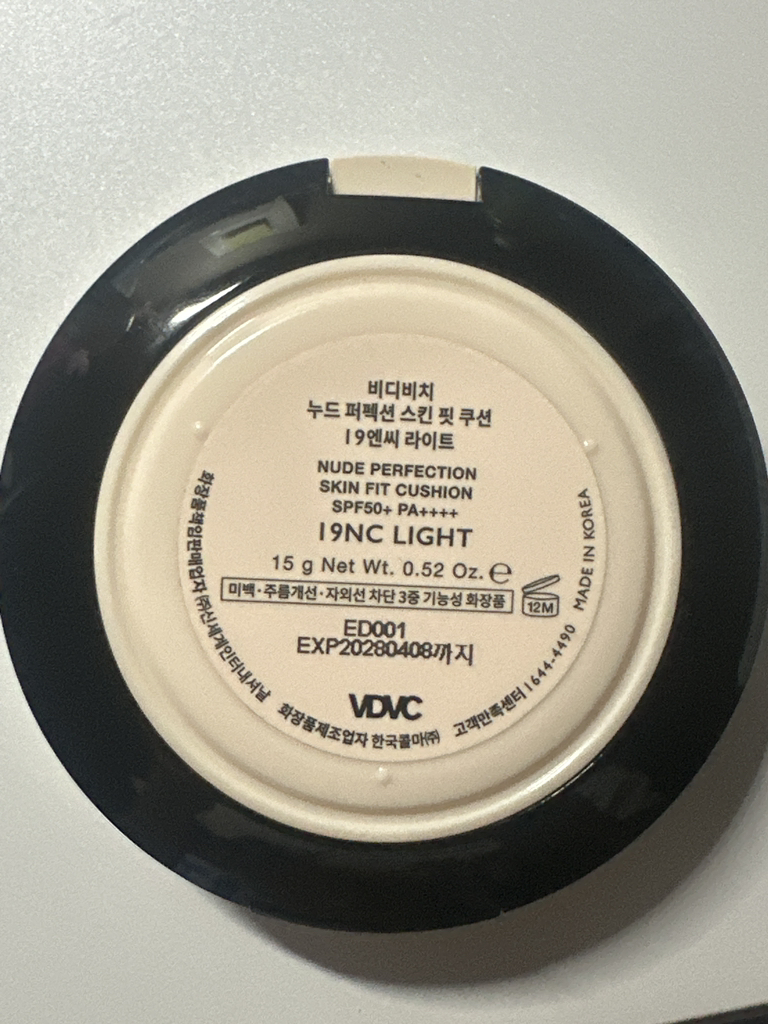 비디비치
누드 퍼펙션 스킨 핏 쿠션
19엔씨 라이트
NUDE PERFECTION
SKIN FIT CUSHION
SPF50+ PA++++
19NC LIGHT
15 g Net Wt. 0.52 Oz. ℮
미백·주름개선·자외선 차단 3중 기능성 화장품
12M
ED001
EXP20280408까지
VDVC
화장품책임판매업자 ㈜신세계인터내셔날
화장품제조업자 한국콜마㈜
고객만족센터 1644-4490
MADE IN KOREA